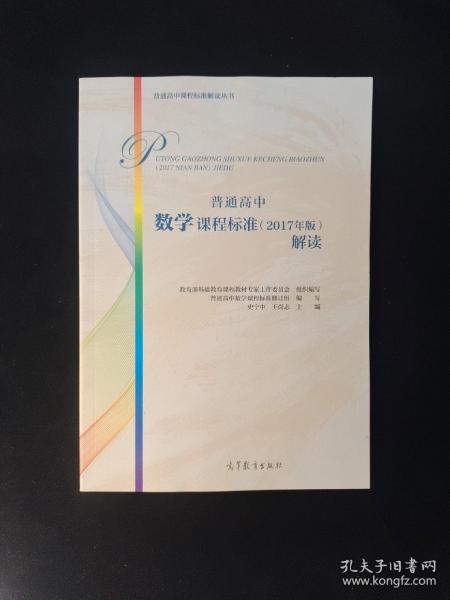 普通高中课程标准解读丛书
PUTONG GAOZHONG SHUXUE KECHENG BIAOZHUN
(2017 NIAN BAN) JIEDU
普通高中
数学课程标准(2017年版)
解读
教育部基础教育课程教材专家工作委员会 组织编写
普通高中数学课程标准修订组 编 写
史宁中 王尚志 主 编
高等教育出版社
孔夫子旧书网
www.kongfz.com